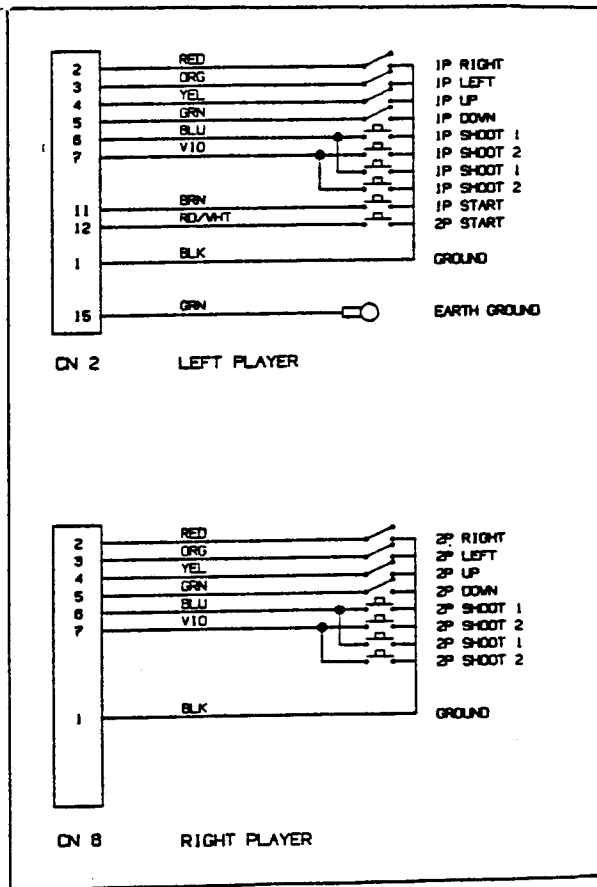 2 RED 1P RIGHT
3 ORG 1P LEFT
4 YEL 1P UP
5 GRN 1P DOWN
6 BLU 1P SHOOT 1
7 VIO 1P SHOOT 2
1P SHOOT 1
1P SHOOT 2
11 BRN 1P START
12 RD/WHT 2P START
1 BLK GROUND
15 GRN EARTH GROUND
CN 2 LEFT PLAYER
2 RED 2P RIGHT
3 ORG 2P LEFT
4 YEL 2P UP
5 GRN 2P DOWN
6 BLU 2P SHOOT 1
7 VIO 2P SHOOT 2
2P SHOOT 1
2P SHOOT 2
1 BLK GROUND
CN 8 RIGHT PLAYER